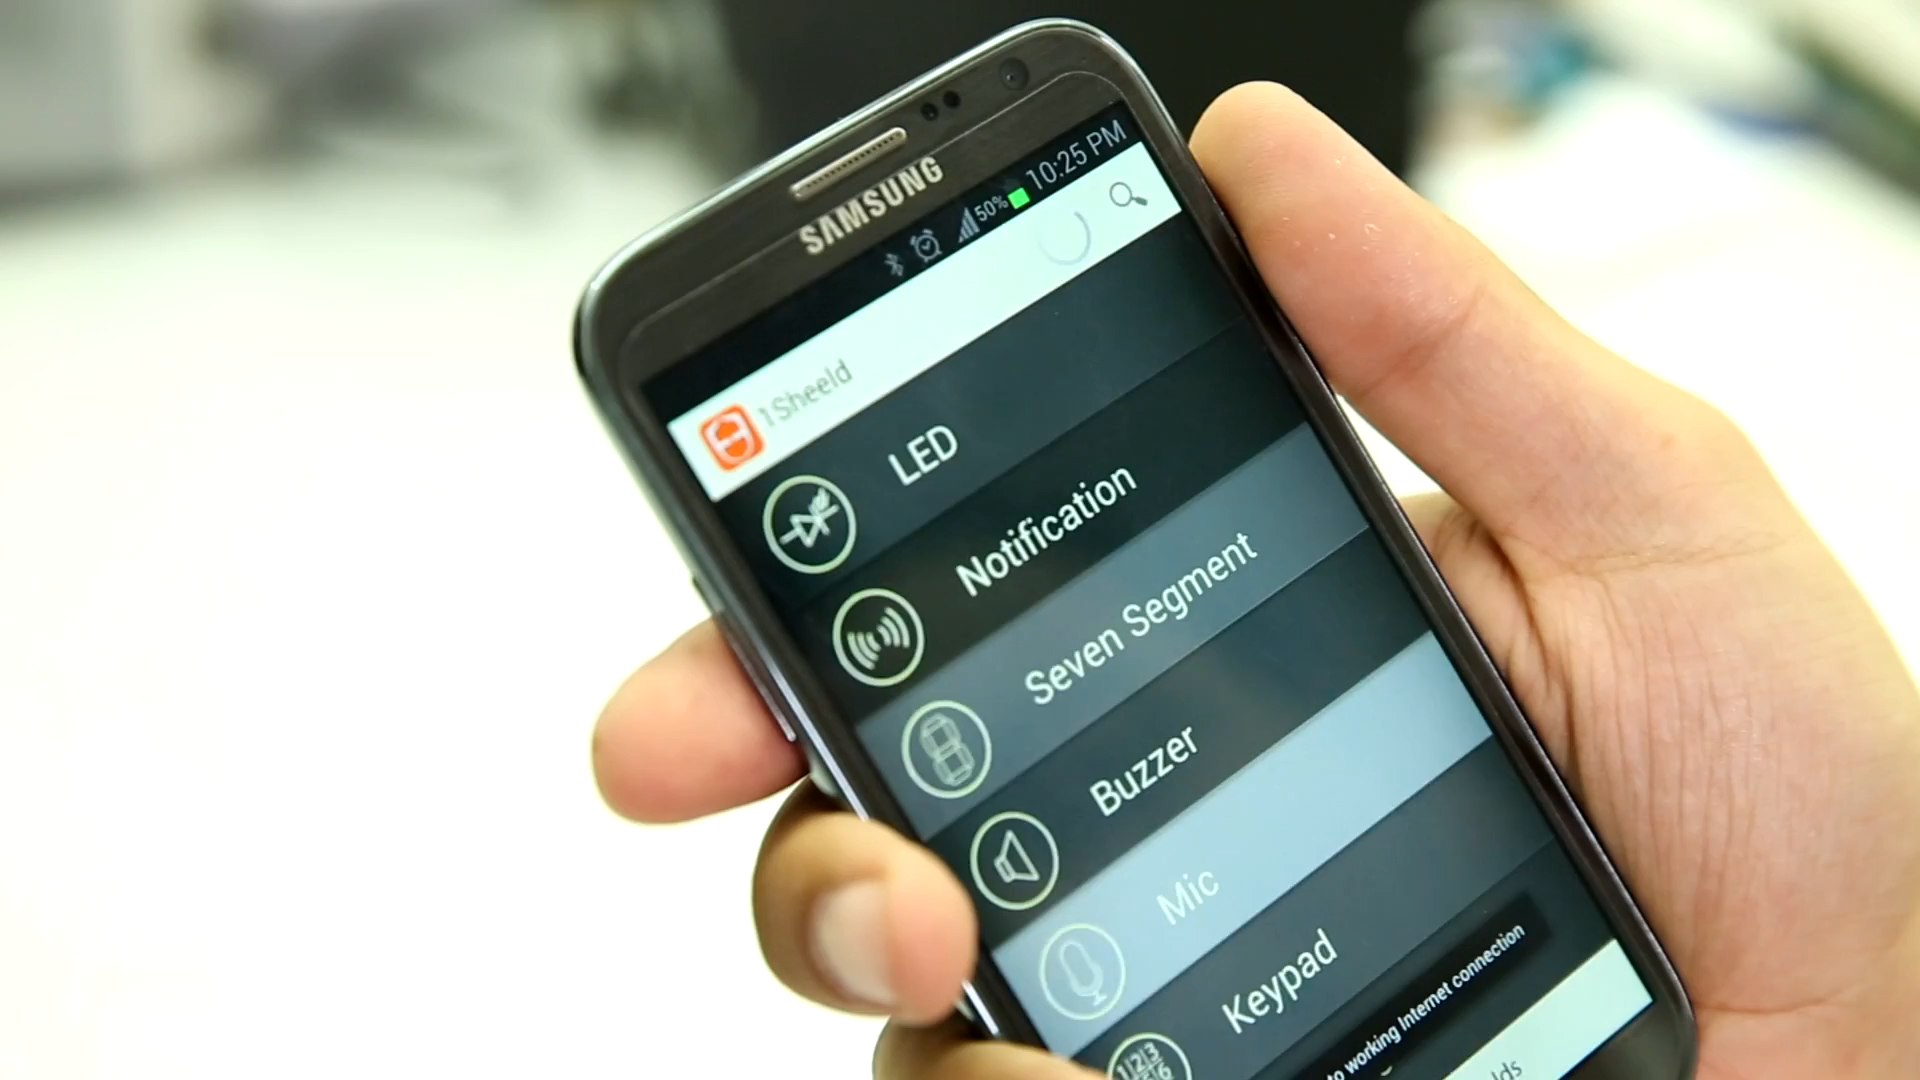 SAMSUNG
50% 10:25 PM
1Sheeld
LED
Notification
Seven Segment
Buzzer
Mic
Keypad
working Internet connection